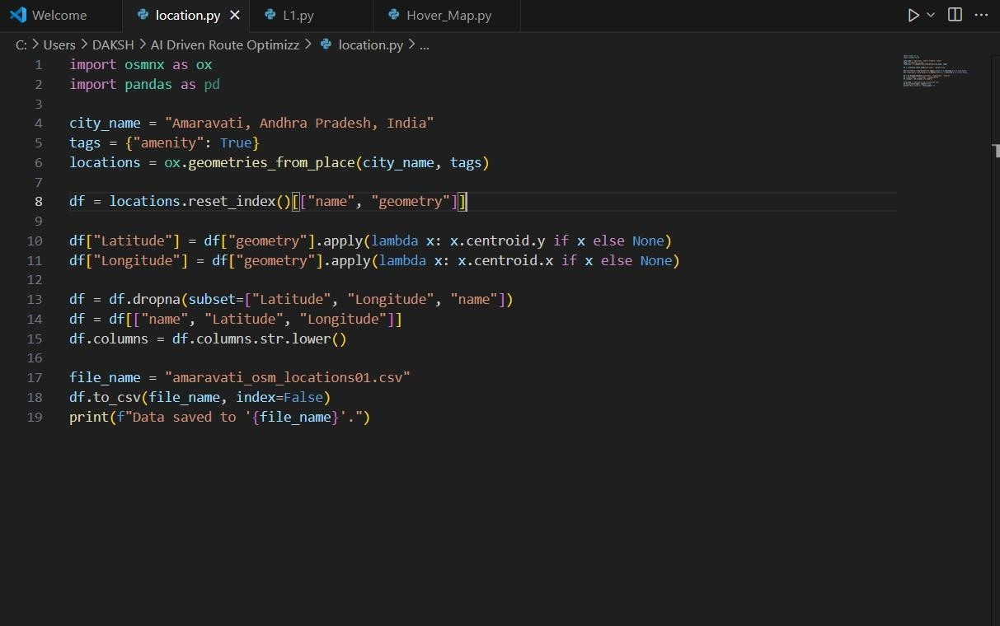 Welcome location.py L1.py Hover_Map.py
C: > Users > DAKSH > AI Driven Route Optimizz > location.py > ...
1 import osmnx as ox
2 import pandas as pd
3
4 city_name = "Amaravati, Andhra Pradesh, India"
5 tags = {"amenity": True}
6 locations = ox.geometries_from_place(city_name, tags)
7
8 df = locations.reset_index()[["name", "geometry"]]
9
10 df["Latitude"] = df["geometry"].apply(lambda x: x.centroid.y if x else None)
11 df["Longitude"] = df["geometry"].apply(lambda x: x.centroid.x if x else None)
12
13 df = df.dropna(subset=["Latitude", "Longitude", "name"])
14 df = df[["name", "Latitude", "Longitude"]]
15 df.columns = df.columns.str.lower()
16
17 file_name = "amaravati_osm_locations01.csv"
18 df.to_csv(file_name, index=False)
19 print(f"Data saved to '{file_name}'.")